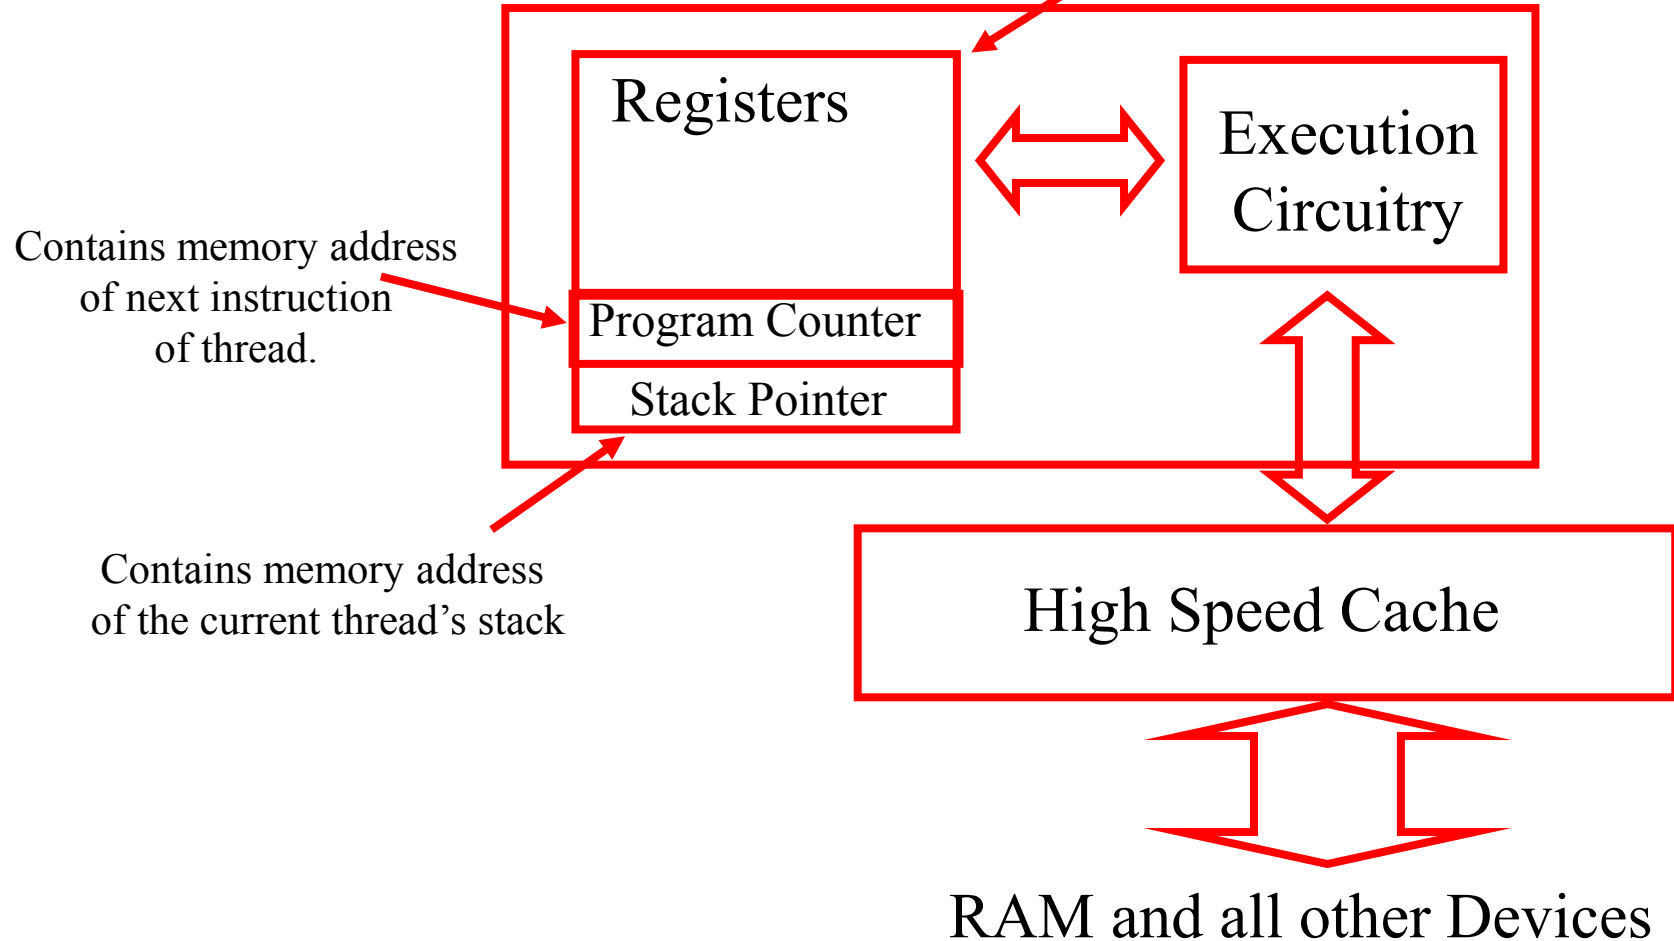 Registers
Execution
Circuitry
Contains memory address
of next instruction
of thread.
Program Counter
Stack Pointer
Contains memory address
of the current thread’s stack
High Speed Cache
RAM and all other Devices